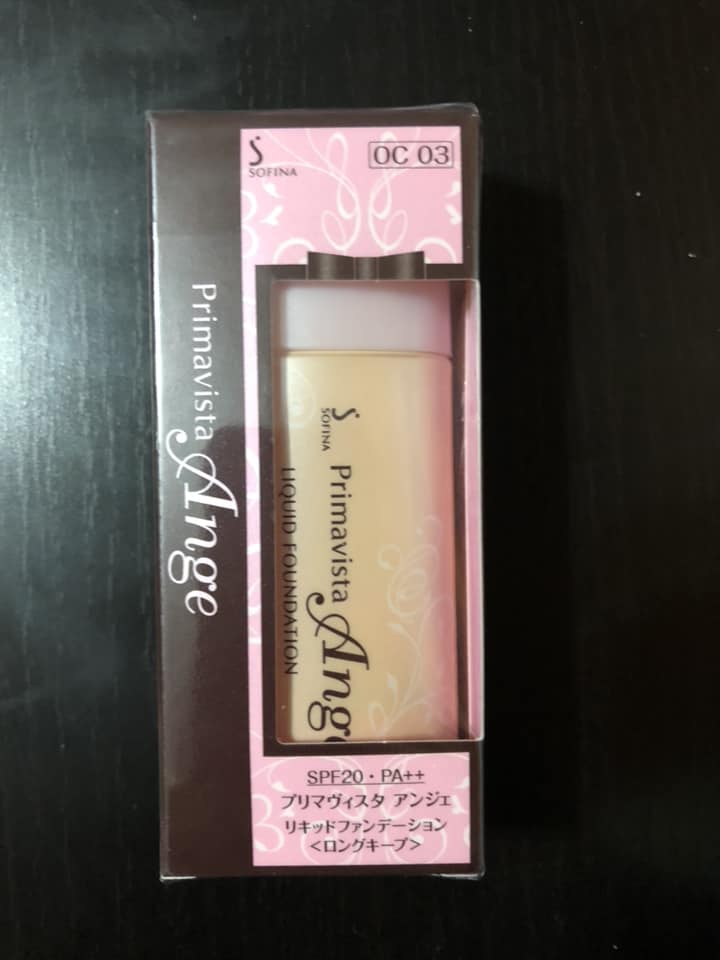 SOFINA
OC 03
Primavista Ange
SOFINA
Primavista Ange
LIQUID FOUNDATION
SPF20・PA++
プリマヴィスタ アンジェ
リキッドファンデーション
<ロングキープ>